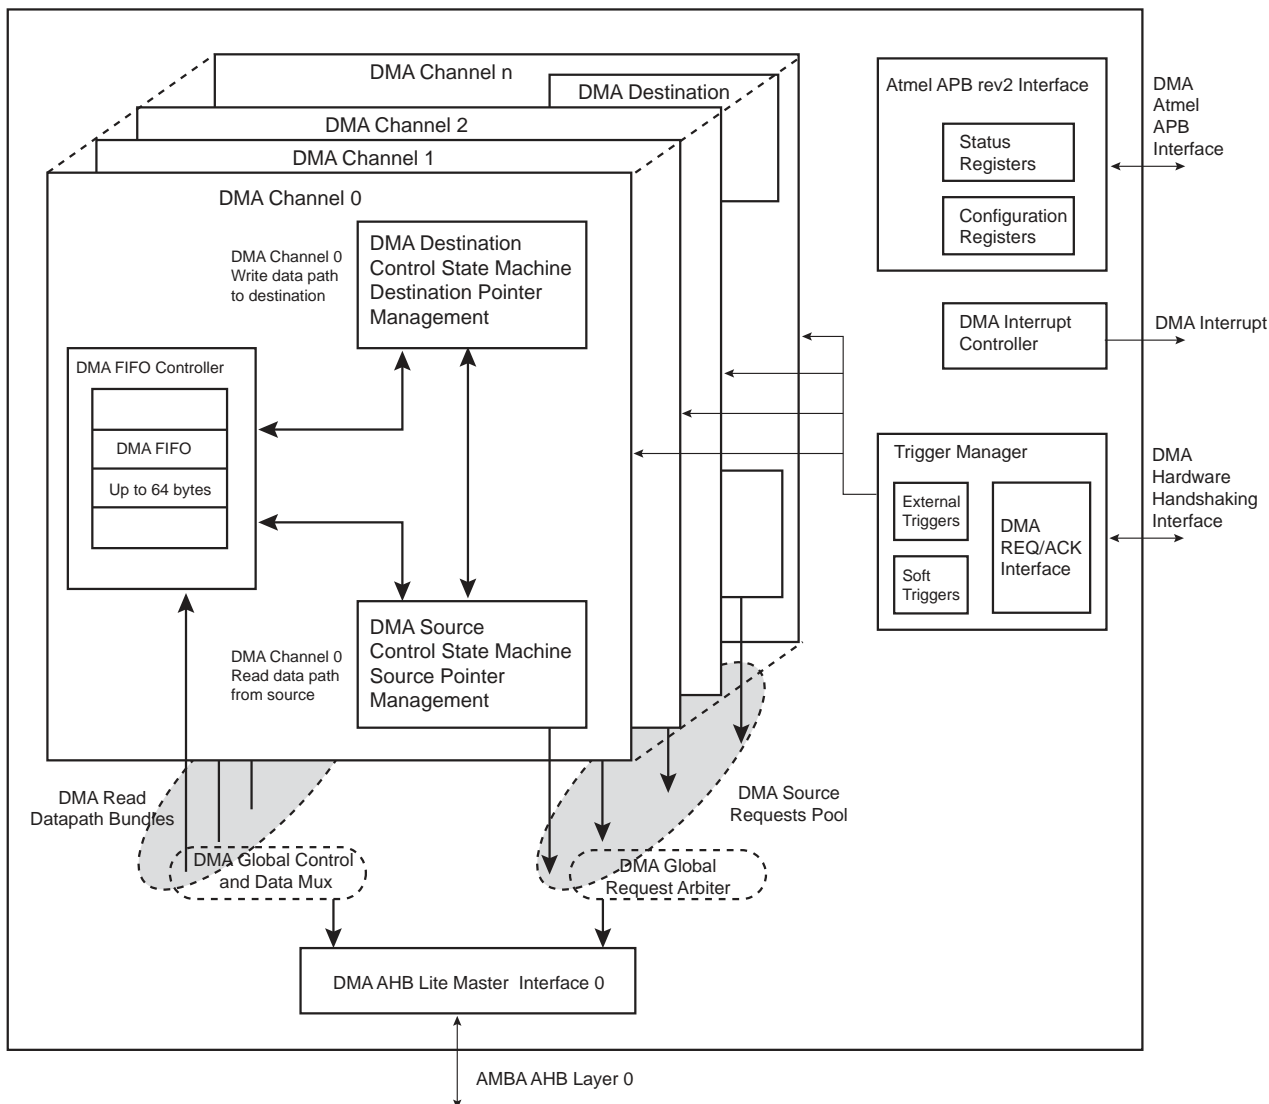 DMA Channel n
DMA Destination
DMA Channel 2
DMA Channel 1
DMA Channel 0
DMA Channel 0
Write data path
to destination
DMA Destination
Control State Machine
Destination Pointer
Management
DMA FIFO Controller
DMA FIFO
Up to 64 bytes
DMA Channel 0
Read data path
from source
DMA Source
Control State Machine
Source Pointer
Management
Atmel APB rev2 Interface
Status
Registers
Configuration
Registers
DMA
Atmel
APB
Interface
DMA Interrupt
Controller
DMA Interrupt
Trigger Manager
External
Triggers
Soft
Triggers
DMA
REQ/ACK
Interface
DMA
Hardware
Handshaking
Interface
DMA Read
Datapath Bundles
DMA Source
Requests Pool
DMA Global Control
and Data Mux
DMA Global
Request Arbiter
DMA AHB Lite Master Interface 0
AMBA AHB Layer 0